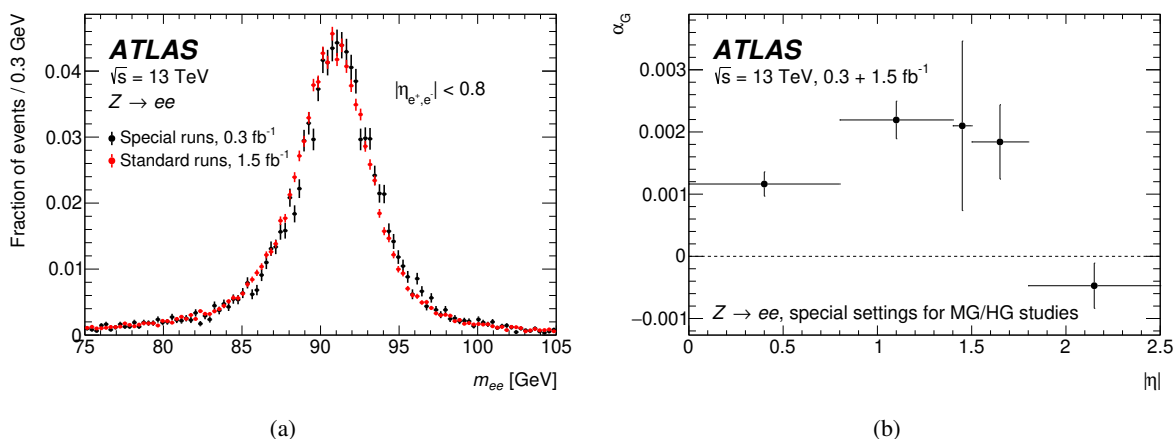 Fraction of events / 0.3 GeV
0.04
0.03
0.02
0.01
0
ATLAS
√s = 13 TeV
Z → ee
Special runs, 0.3 fb⁻¹
Standard runs, 1.5 fb⁻¹
|η_{e⁺,e⁻}| < 0.8
75 80 85 90 95 100 105
m_{ee} [GeV]
(a)
α_G
0.003
0.002
0.001
0
−0.001
ATLAS
√s = 13 TeV, 0.3 + 1.5 fb⁻¹
Z → ee, special settings for MG/HG studies
0 0.5 1 1.5 2 2.5
|η|
(b)